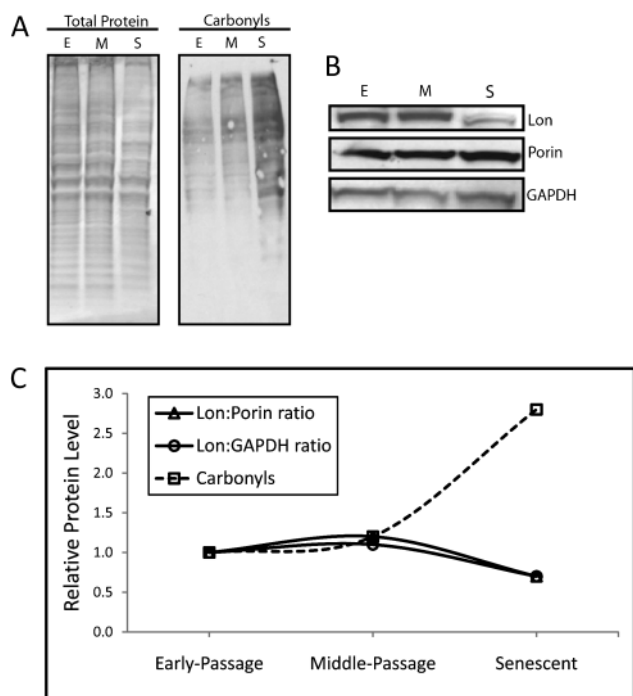 A
Total Protein
Carbonyls
E M S
E M S
B
E M S
Lon
Porin
GAPDH
C
Relative Protein Level
3.0
2.5
2.0
1.5
1.0
0.5
0.0
Lon:Porin ratio
Lon:GAPDH ratio
Carbonyls
Early-Passage
Middle-Passage
Senescent